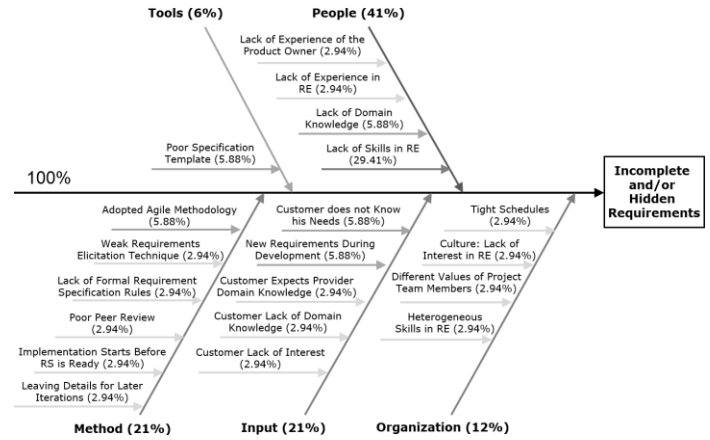 Tools (6%)
People (41%)
Lack of Experience of the
Product Owner (2.94%)
Lack of Experience in
RE (2.94%)
Lack of Domain
Knowledge (5.88%)
Poor Specification
Template (5.88%)
Lack of Skills in RE
(29.41%)
100%
Incomplete
and/or
Hidden
Requirements
Adopted Agile Methodology
(5.88%)
Weak Requirements
Elicitation Technique (2.94%)
Lack of Formal Requirement
Specification Rules (2.94%)
Poor Peer Review
(2.94%)
Implementation Starts Before
RS is Ready (2.94%)
Leaving Details for Later
Iterations (2.94%)
Customer does not Know
his Needs (5.88%)
New Requirements During
Development (5.88%)
Customer Expects Provider
Domain Knowledge (2.94%)
Customer Lack of Domain
Knowledge (2.94%)
Customer Lack of Interest
(2.94%)
Tight Schedules
(2.94%)
Culture: Lack of
Interest in RE (2.94%)
Different Values of Project
Team Members (2.94%)
Heterogeneous
Skills in RE (2.94%)
Method (21%)
Input (21%)
Organization (12%)